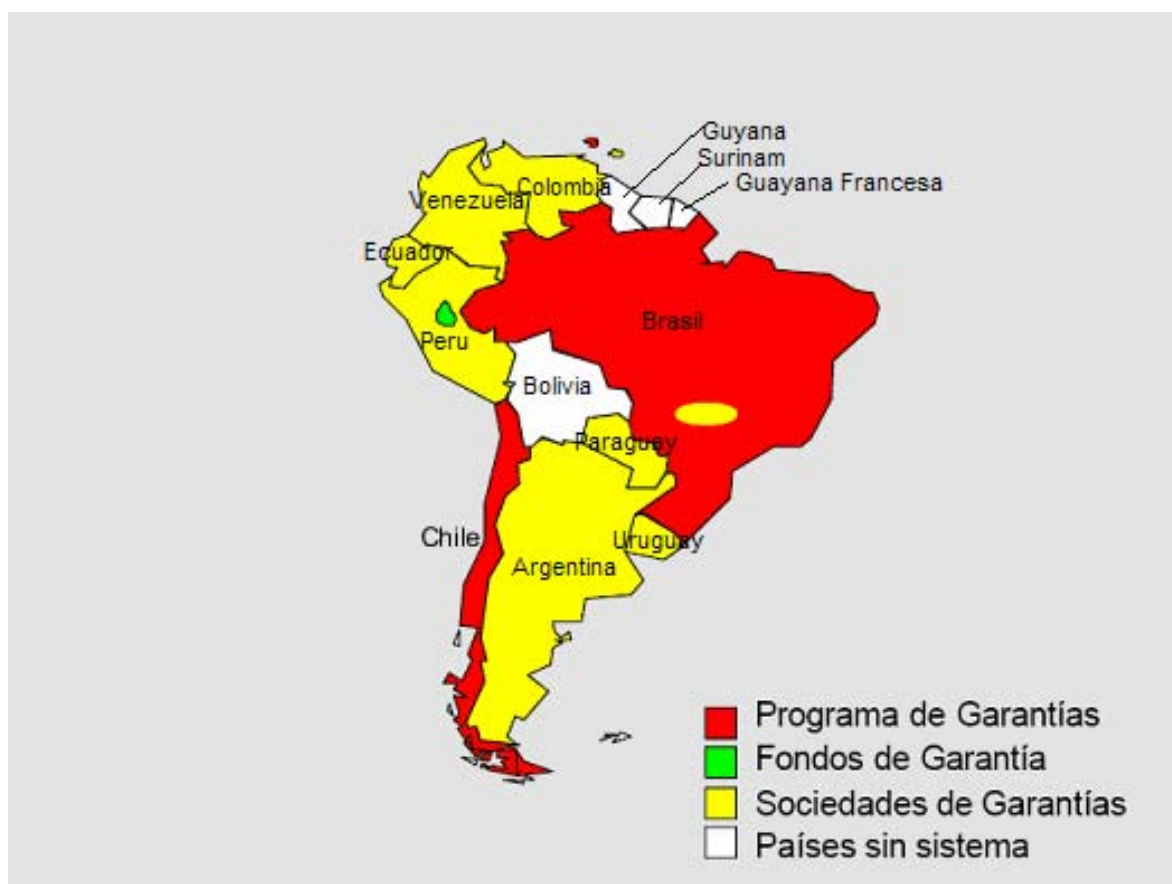 Guyana
Surinam
Guayana Francesa
Colombia
Venezuela
Ecuador
Brasil
Peru
Bolivia
Paraguay
Chile
Uruguay
Argentina
Programa de Garantías
Fondos de Garantía
Sociedades de Garantías
Países sin sistema